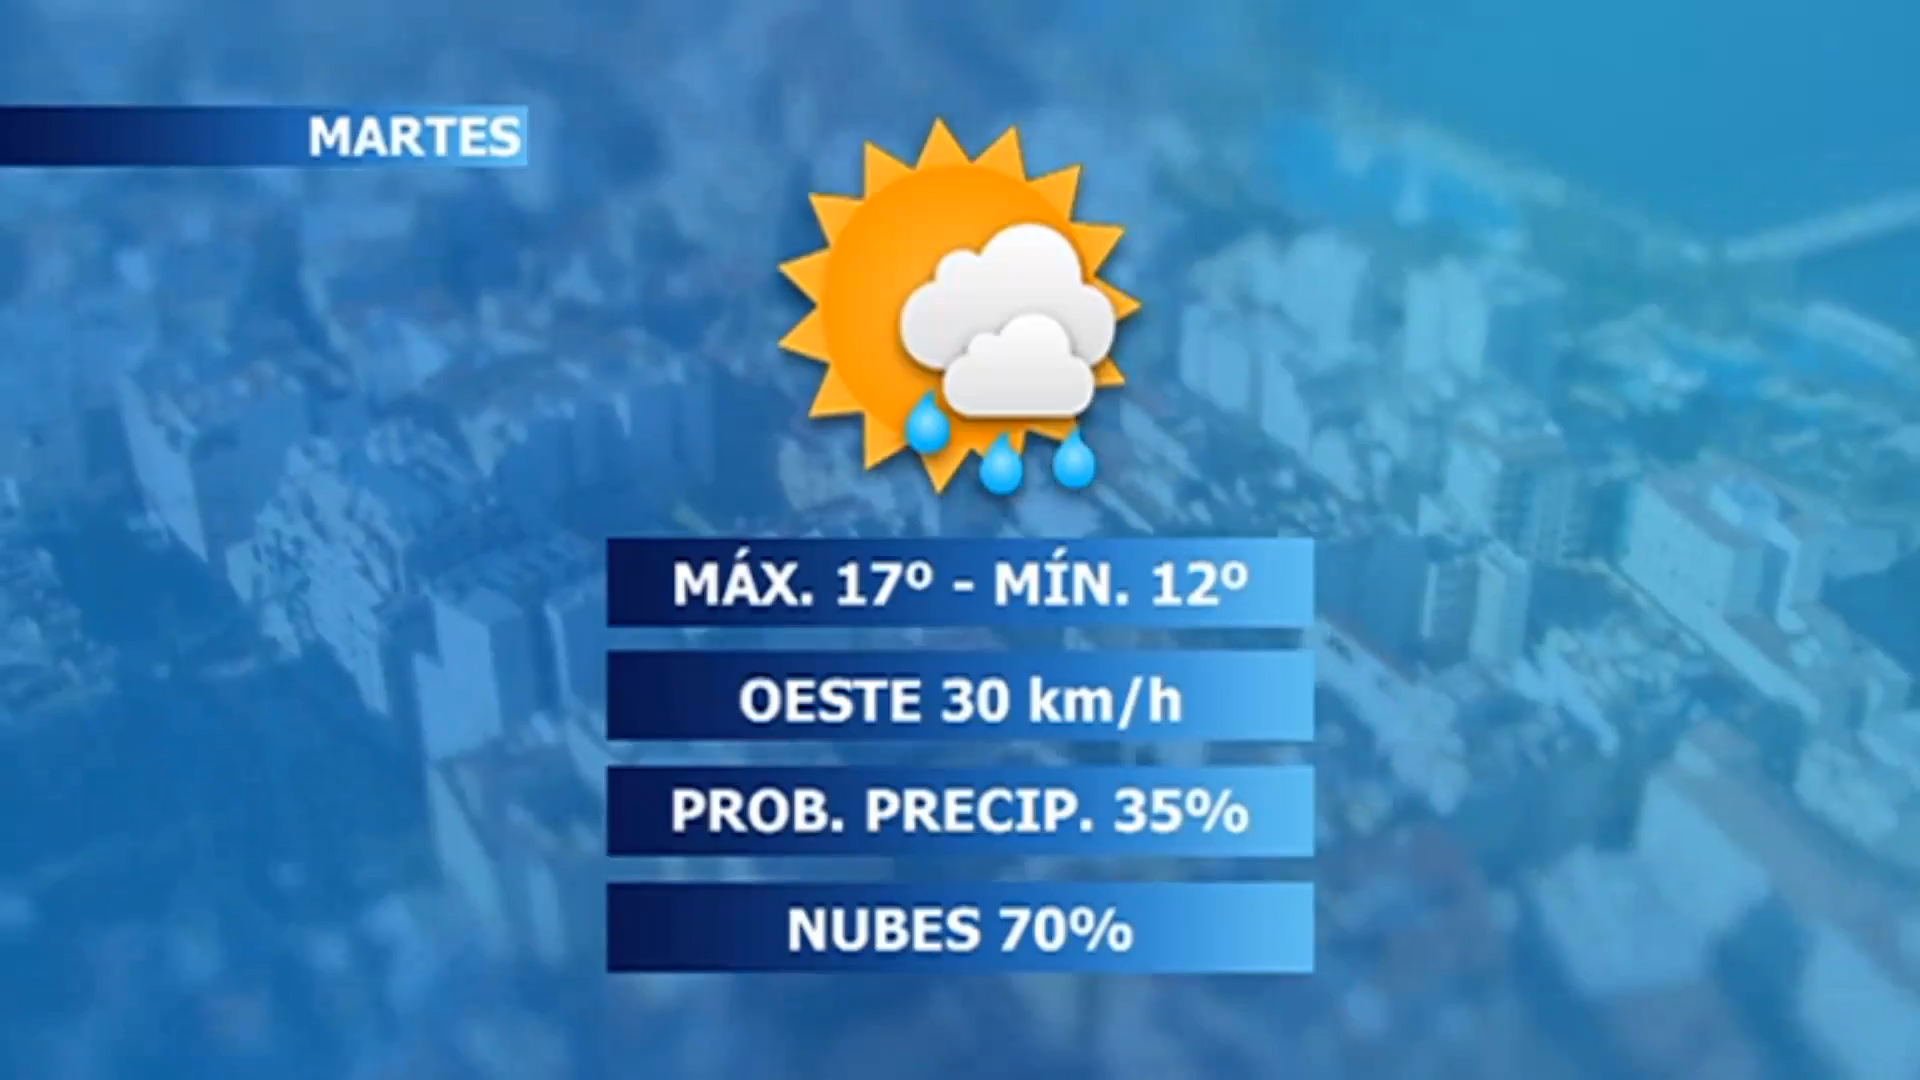 MARTES
MÁX. 17º - MÍN. 12º
OESTE 30 km/h
PROB. PRECIP. 35%
NUBES 70%